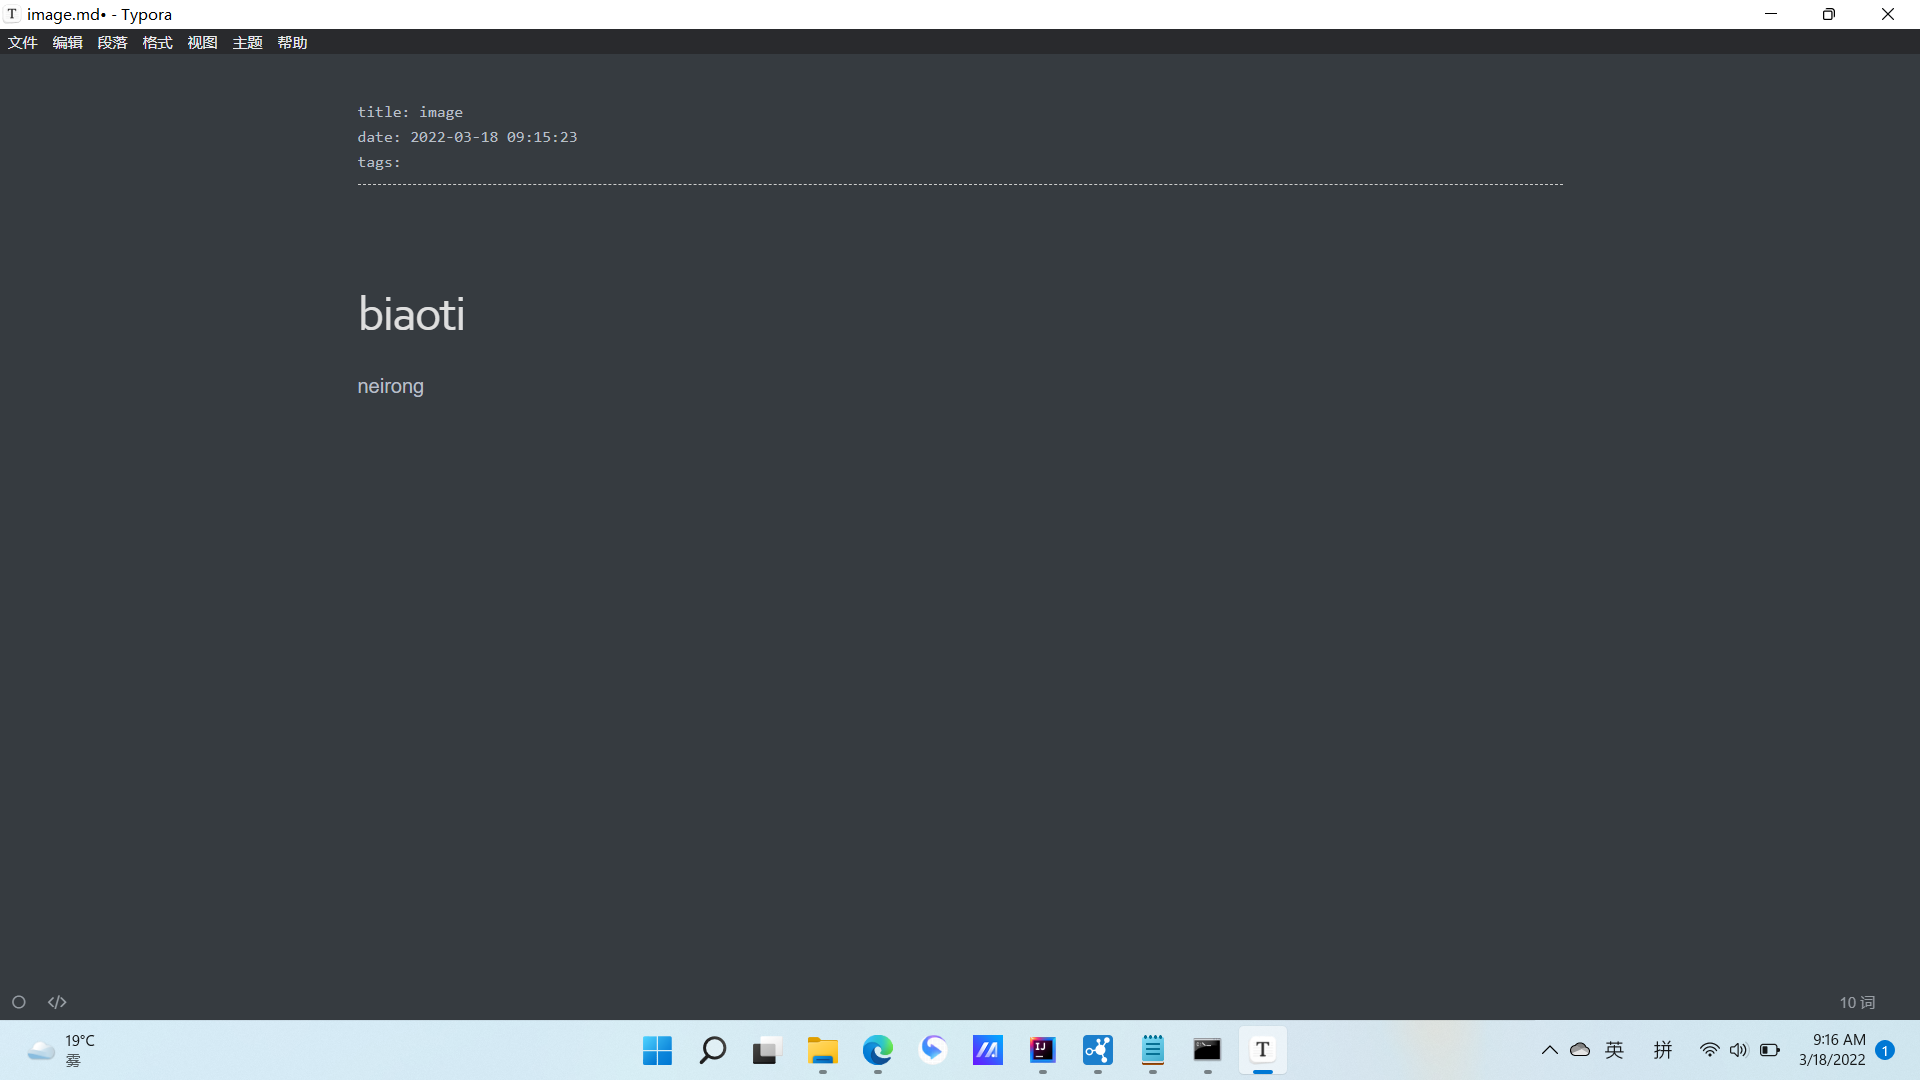 image.md• - Typora
文件 编辑 段落 格式 视图 主题 帮助
title: image
date: 2022-03-18 09:15:23
tags:
biaoti
neirong
10 词
19°C
雾
英 拼
9:16 AM
3/18/2022
1